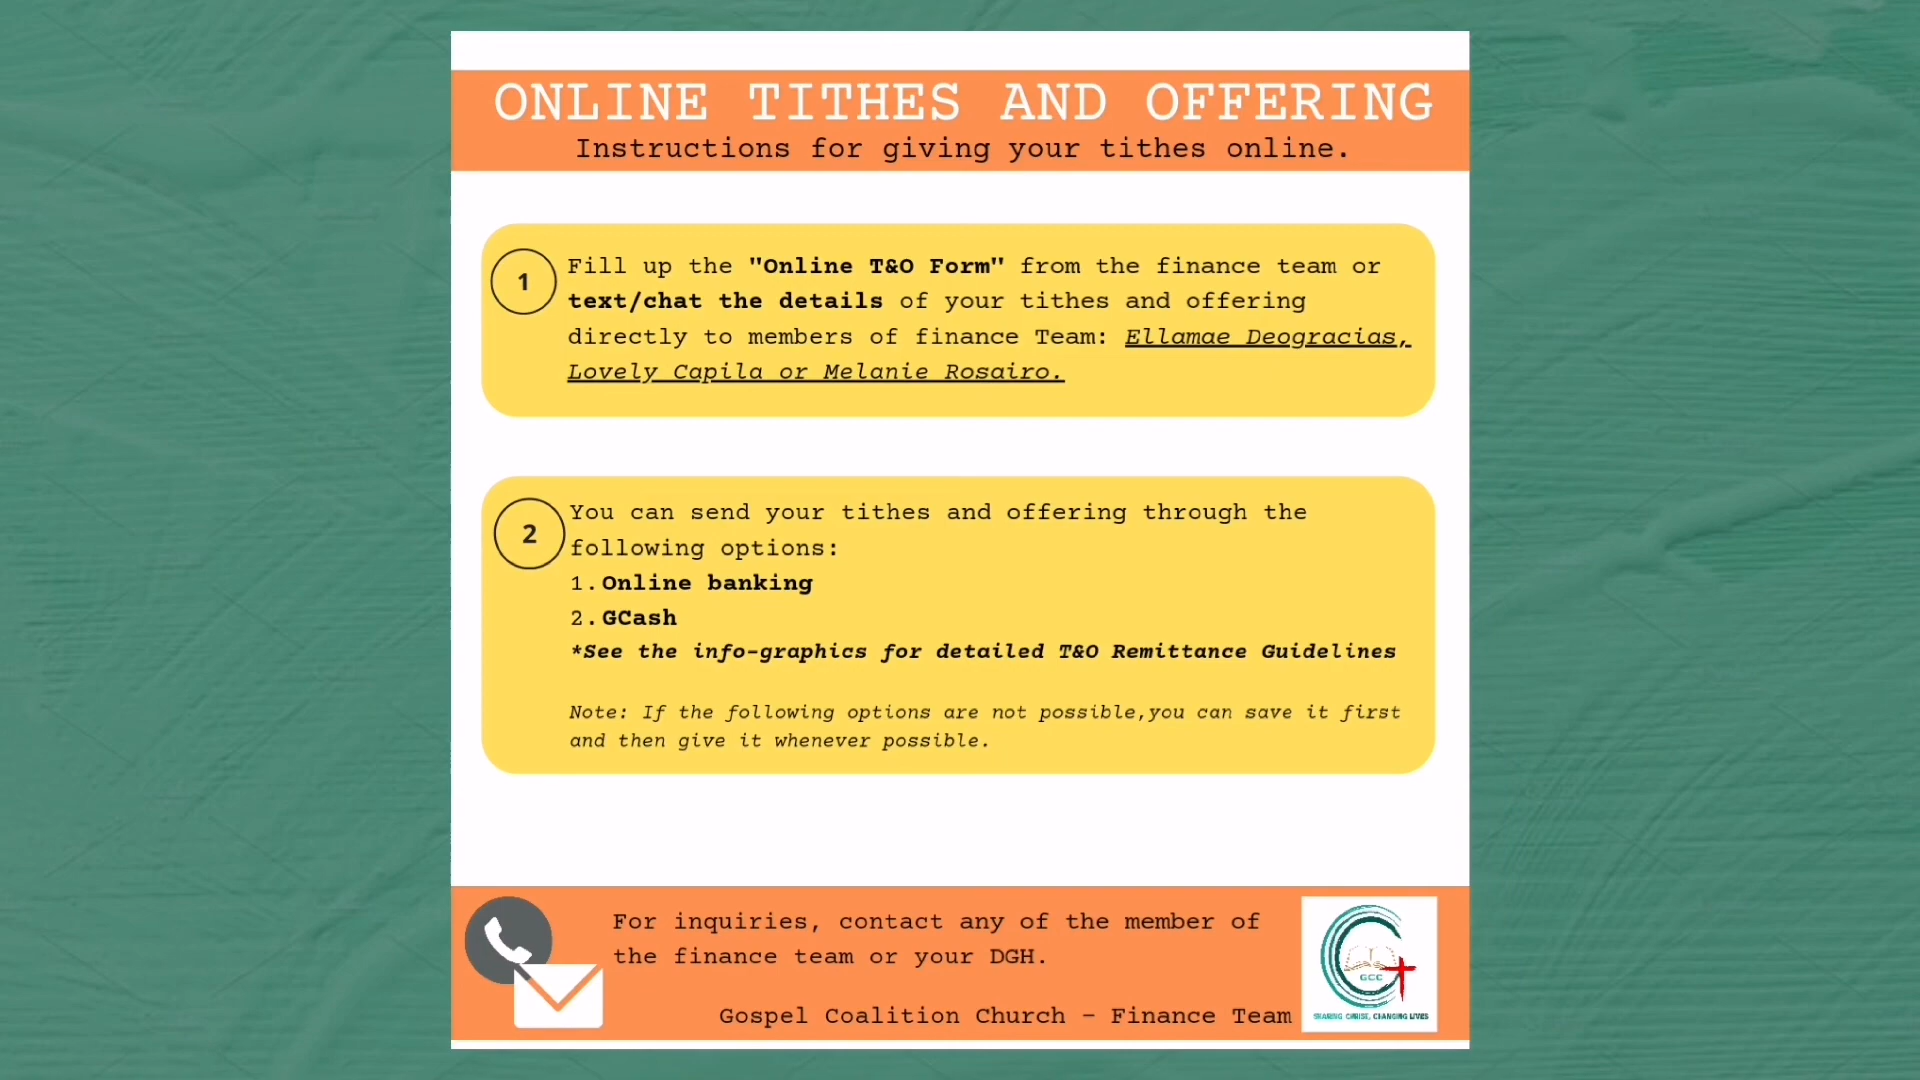 ONLINE TITHES AND OFFERING
Instructions for giving your tithes online.
1
Fill up the "Online T&O Form" from the finance team or
text/chat the details of your tithes and offering
directly to members of finance Team: Ellamae Deogracias,
Lovely Capila or Melanie Rosairo.
2
You can send your tithes and offering through the
following options:
1. Online banking
2. GCash
*See the info-graphics for detailed T&O Remittance Guidelines
Note: If the following options are not possible,you can save it first
and then give it whenever possible.
For inquiries, contact any of the member of
the finance team or your DGH.
Gospel Coalition Church - Finance Team
GCC
SHARING CHRIST, CHANGING LIVES